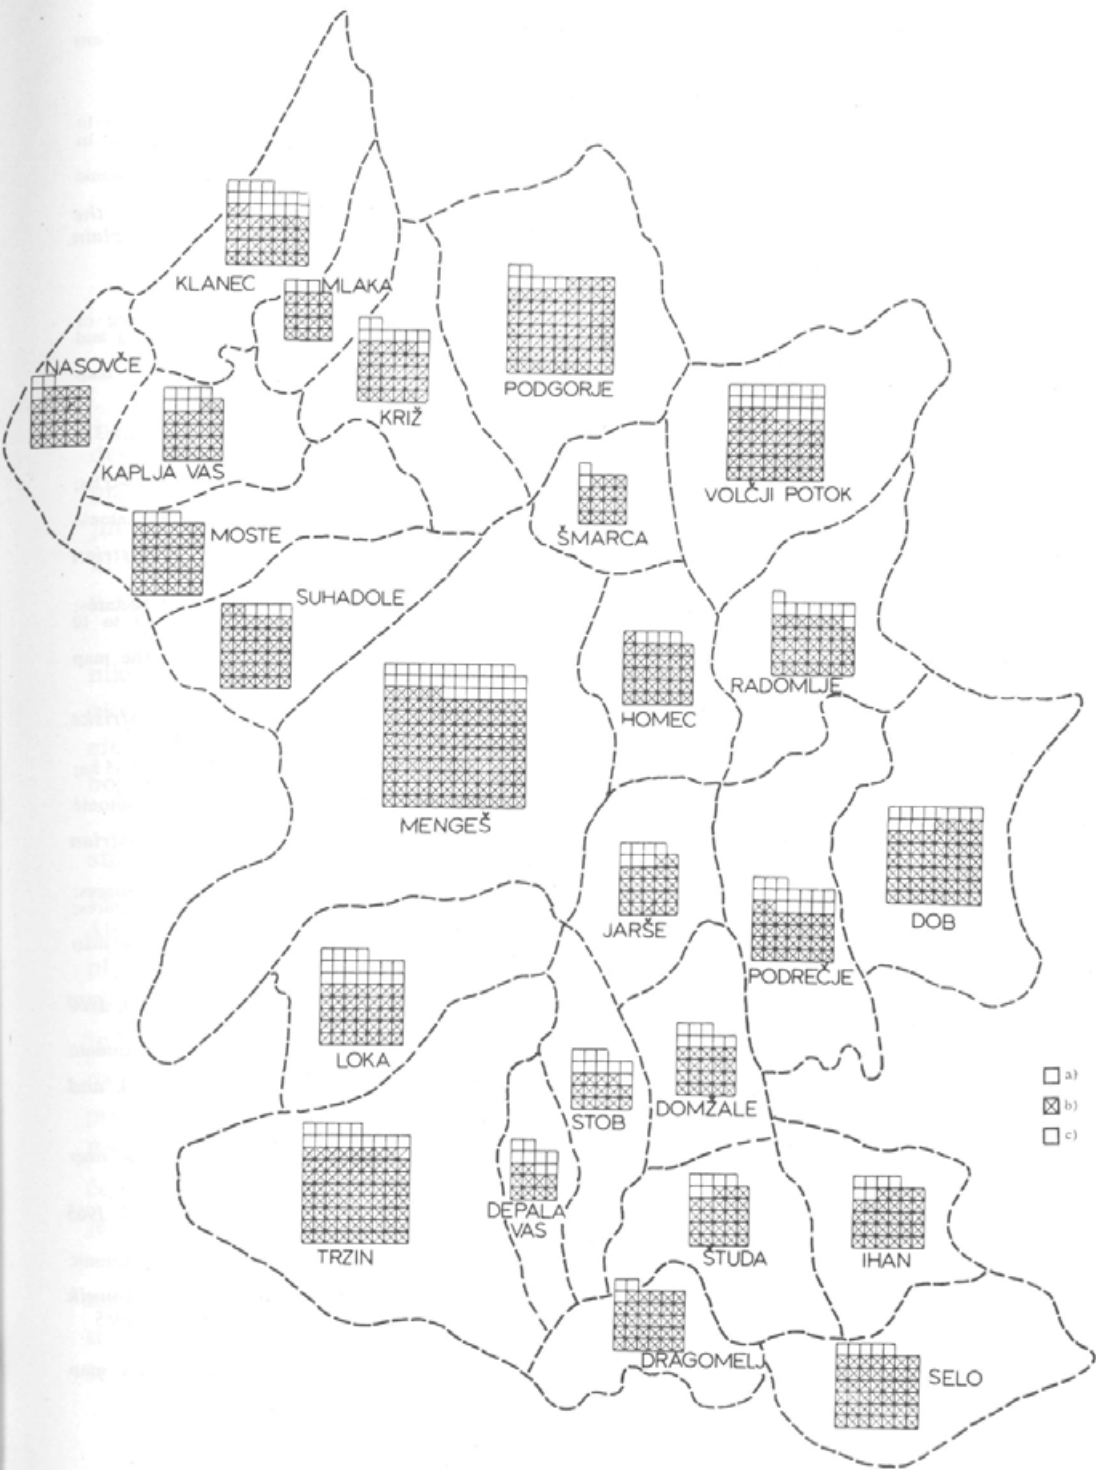 KLANEC
MLAKA
NASOVČE
KRIŽ
PODGORJE
KAPLJA VAS
VOLČJI POTOK
MOSTE
ŠMARCA
SUHADOLE
RADOMLJE
HOMEC
MENGEŠ
DOB
JARŠE
PODREČJE
LOKA
a)
b)
DOMŽALE
STOB
c)
DEPALA
VAS
TRZIN
ŠTUDA
IHAN
DRAGOMELJ
SELO